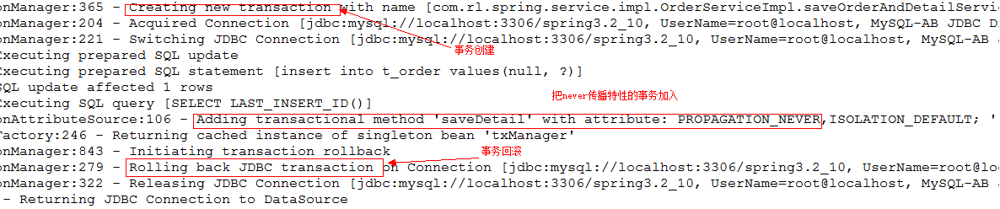 onManager:365 - Creating new transaction with name [com.rl.spring.service.impl.OrderServiceImpl.saveOrderAndDetailServi
onManager:204 - Acquired Connection [jdbc:mysql://localhost:3306/spring3.2_10, UserName=root@localhost, MySQL-AB JDBC D
onManager:221 - Switching JDBC Connection [jdbc:mysql://localhost:3306/spring3.2_10, UserName=root@localhost, MySQL-AB
事务创建
Executing prepared SQL update
Executing prepared SQL statement [insert into t_order values(null, ?)]
SQL update affected 1 rows
把never传播特性的事务加入
Executing SQL query [SELECT LAST_INSERT_ID()]
onAttributeSource:106 - Adding transactional method 'saveDetail' with attribute: PROPAGATION_NEVER,ISOLATION_DEFAULT; '
Factory:246 - Returning cached instance of singleton bean 'txManager'
onManager:843 - Initiating transaction rollback
事务回滚
onManager:279 - Rolling back JDBC transaction on Connection [jdbc:mysql://localhost:3306/spring3.2_10, UserName=root@localhost, MySQL-AB
onManager:322 - Releasing JDBC Connection [jdbc:mysql://localhost:3306/spring3.2_10, UserName=root@localhost, MySQL-AB
- Returning JDBC Connection to DataSource